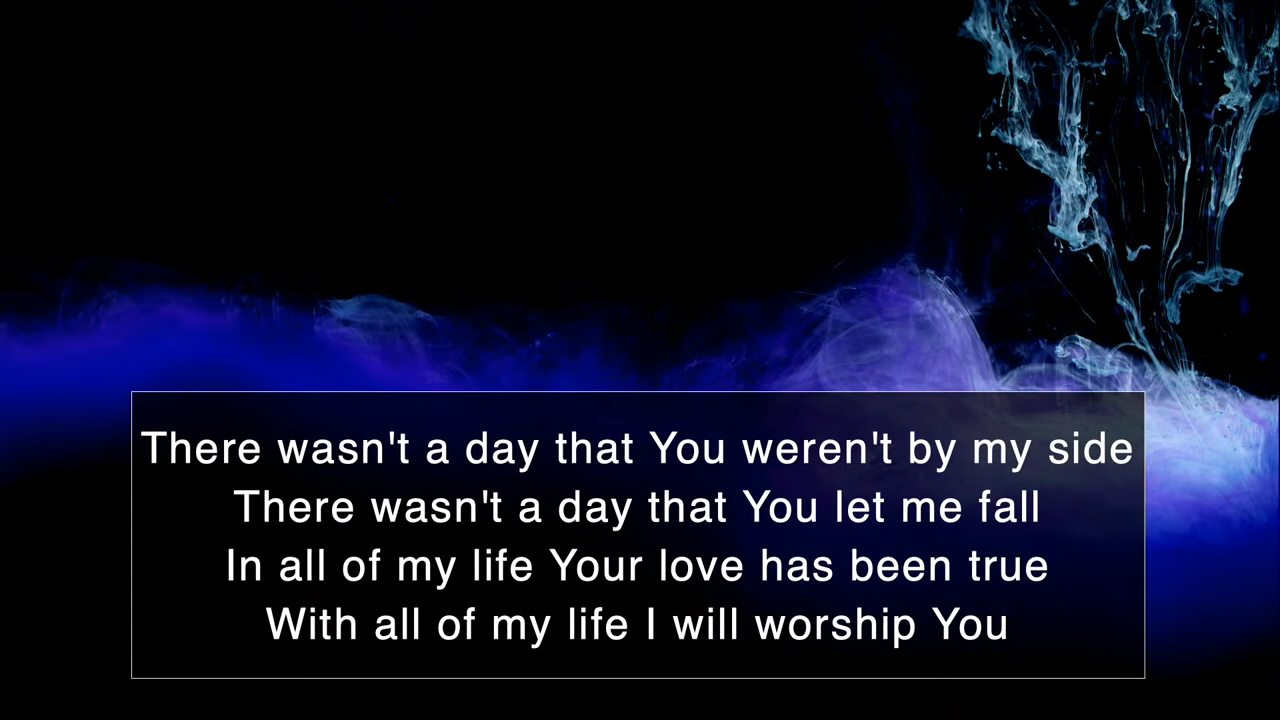 There wasn't a day that You weren't by my side
There wasn't a day that You let me fall
In all of my life Your love has been true
With all of my life I will worship You